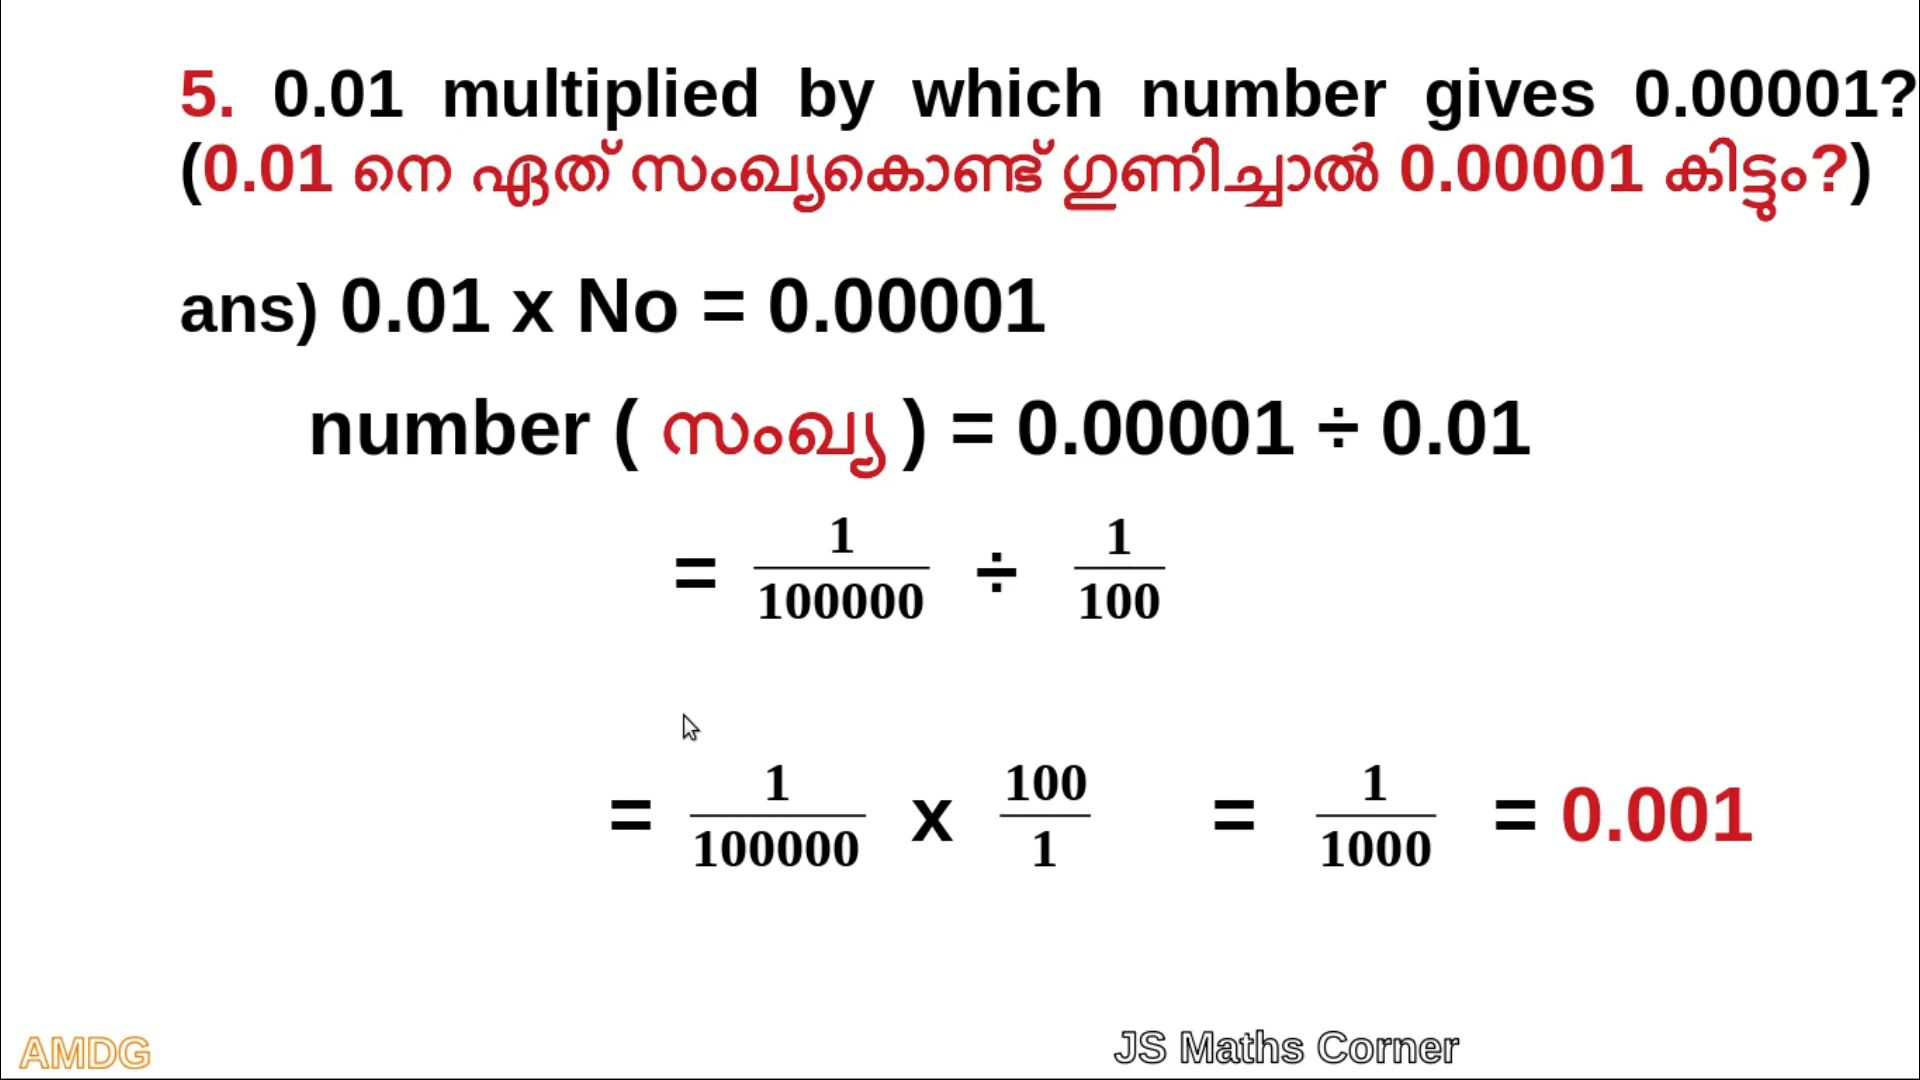 5. 0.01 multiplied by which number gives 0.00001?
(0.01 നെ ഏത് സംഖ്യകൊണ്ട് ഗുണിച്ചാൽ 0.00001 കിട്ടും?)
ans) 0.01 x No = 0.00001
number ( സംഖ്യ ) = 0.00001 ÷ 0.01
= 1/100000 ÷ 1/100
= 1/100000 x 100/1 = 1/1000 = 0.001
AMDG
JS Maths Corner